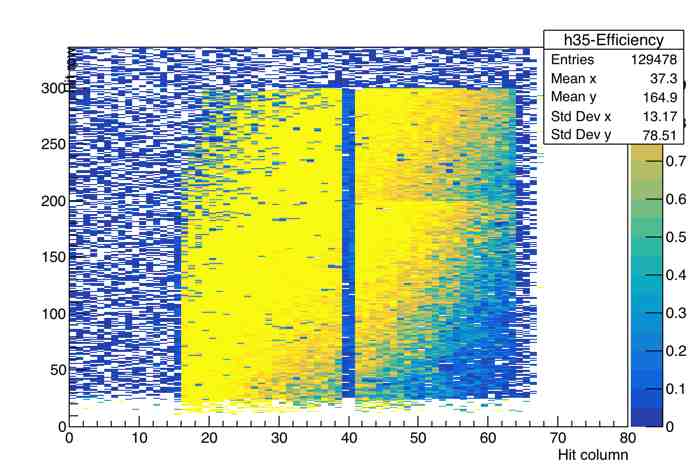 h35-Efficiency
Entries 129478
Mean x 37.3
Mean y 164.9
Std Dev x 13.17
Std Dev y 78.51
300
250
200
150
100
50
0
0 10 20 30 40 50 60 70 80
Hit column
0.7
0.6
0.5
0.4
0.3
0.2
0.1
0